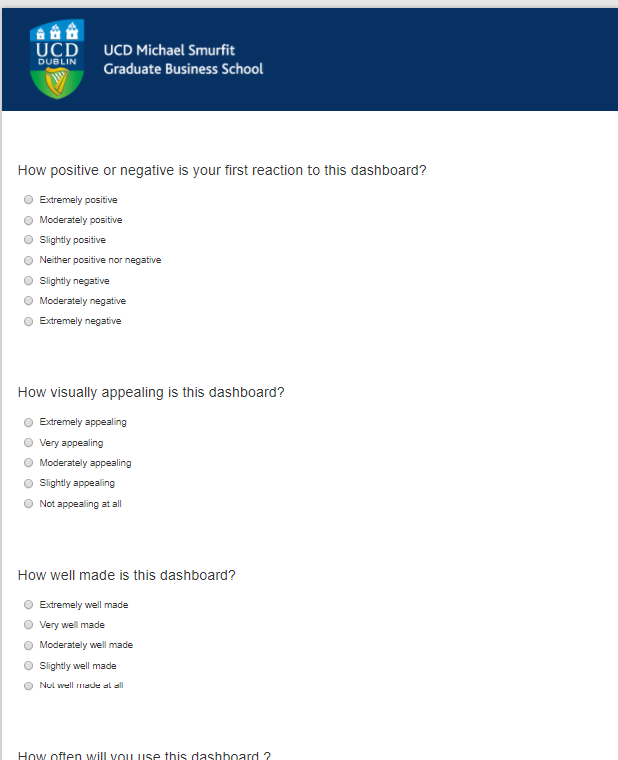 UCD
DUBLIN
UCD Michael Smurfit
Graduate Business School
How positive or negative is your first reaction to this dashboard?
Extremely positive
Moderately positive
Slightly positive
Neither positive nor negative
Slightly negative
Moderately negative
Extremely negative
How visually appealing is this dashboard?
Extremely appealing
Very appealing
Moderately appealing
Slightly appealing
Not appealing at all
How well made is this dashboard?
Extremely well made
Very well made
Moderately well made
Slightly well made
Not well made at all
How often will you use this dashboard ?